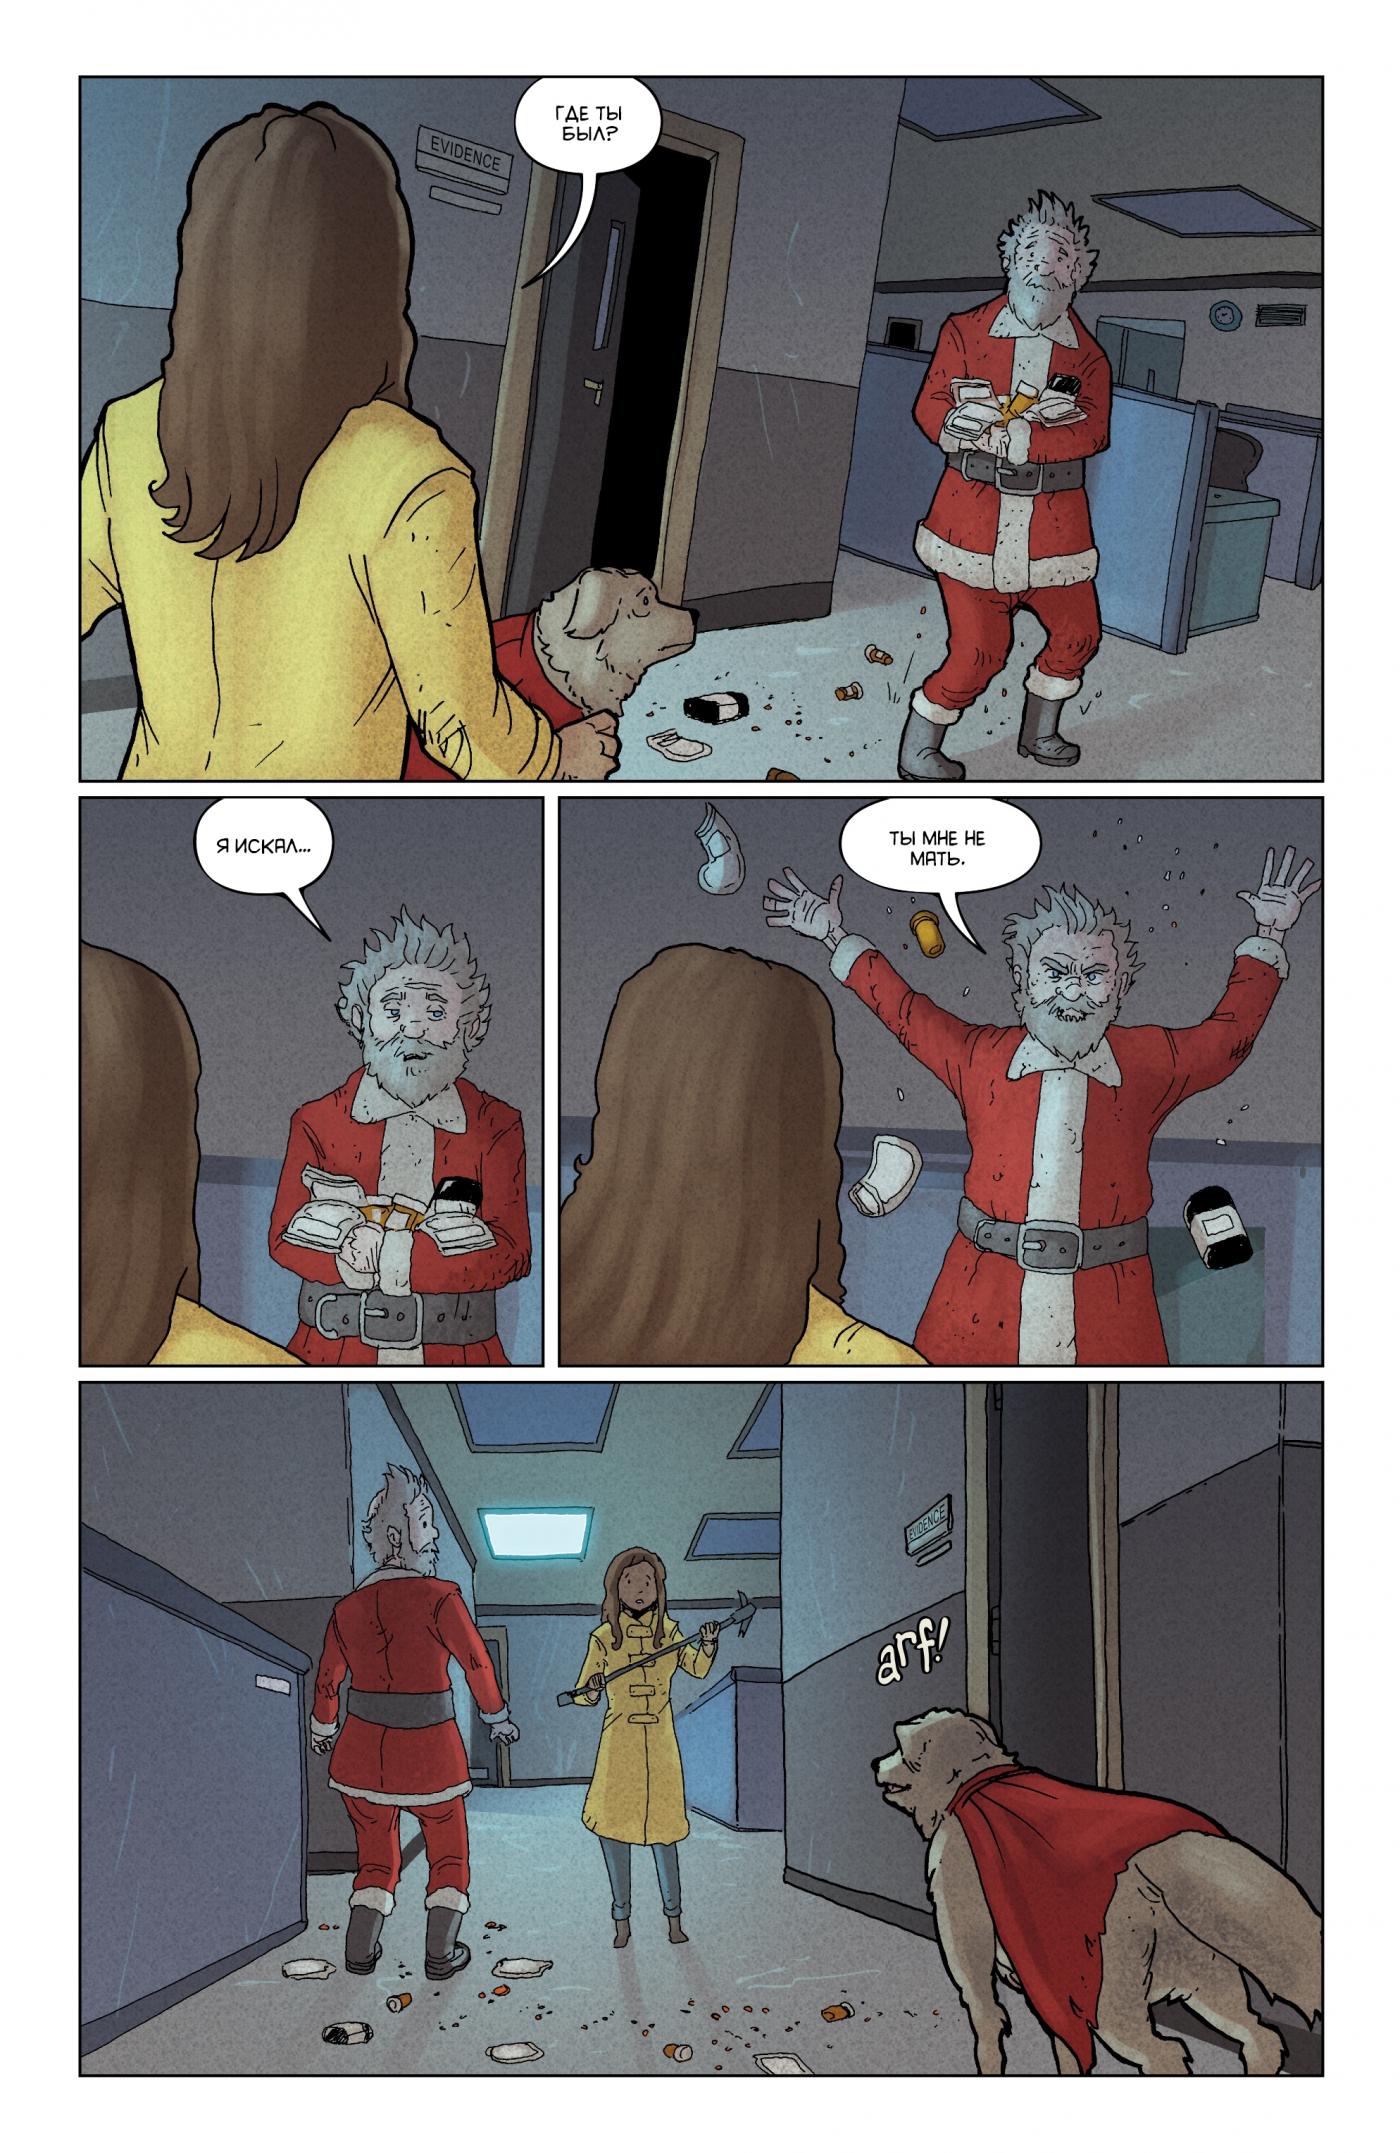 ГДЕ ТЫ
БЫЛ?
EVIDENCE
Я ИСКАЛ...
ТЫ МНЕ НЕ
МАТЬ.
EVIDENCE
arf!